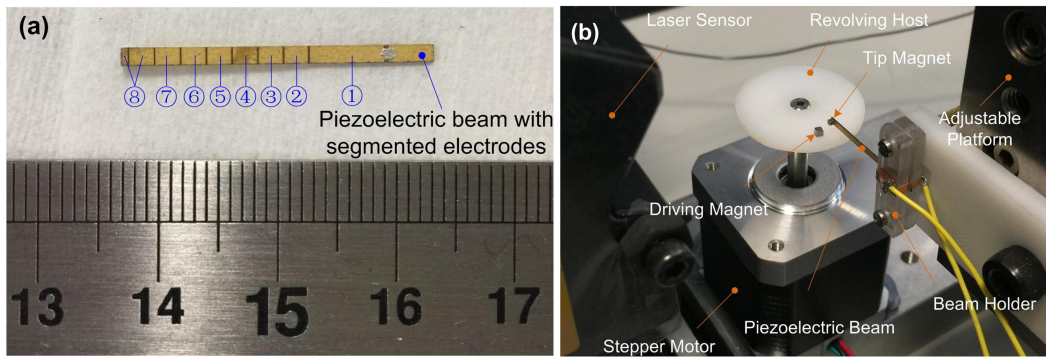 (a)
⑧ ⑦ ⑥ ⑤ ④ ③ ② ①
Piezoelectric beam with
segmented electrodes
13 14 15 16 17
(b)
Laser Sensor
Revolving Host
Tip Magnet
Adjustable
Platform
Driving Magnet
Beam Holder
Piezoelectric Beam
Stepper Motor